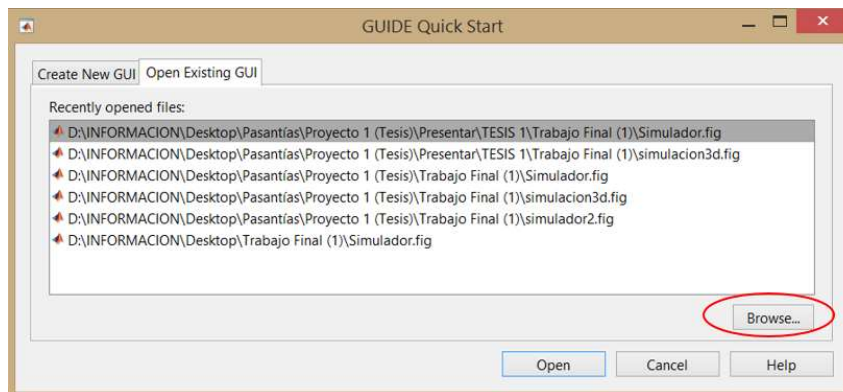 GUIDE Quick Start
Create New GUI Open Existing GUI
Recently opened files:
D:\INFORMACION\Desktop\Pasantías\Proyecto 1 (Tesis)\Presentar\TESIS 1\Trabajo Final (1)\Simulador.fig
D:\INFORMACION\Desktop\Pasantías\Proyecto 1 (Tesis)\Presentar\TESIS 1\Trabajo Final (1)\simulacion3d.fig
D:\INFORMACION\Desktop\Pasantías\Proyecto 1 (Tesis)\Trabajo Final (1)\Simulador.fig
D:\INFORMACION\Desktop\Pasantías\Proyecto 1 (Tesis)\Trabajo Final (1)\simulacion3d.fig
D:\INFORMACION\Desktop\Pasantías\Proyecto 1 (Tesis)\Trabajo Final (1)\simulador2.fig
D:\INFORMACION\Desktop\Trabajo Final (1)\Simulador.fig
Browse...
Open Cancel Help